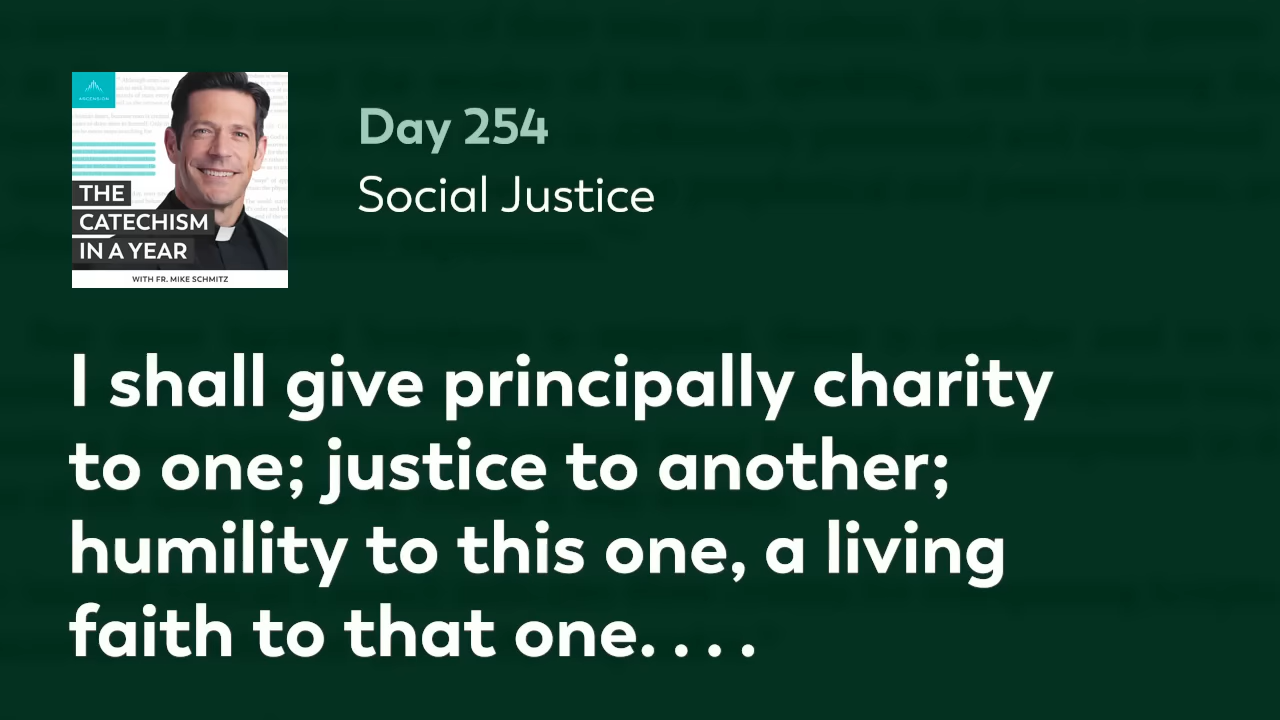 ASCENSION
THE
CATECHISM
IN A YEAR
WITH FR. MIKE SCHMITZ
Day 254
Social Justice
I shall give principally charity
to one; justice to another;
humility to this one, a living
faith to that one. . . .